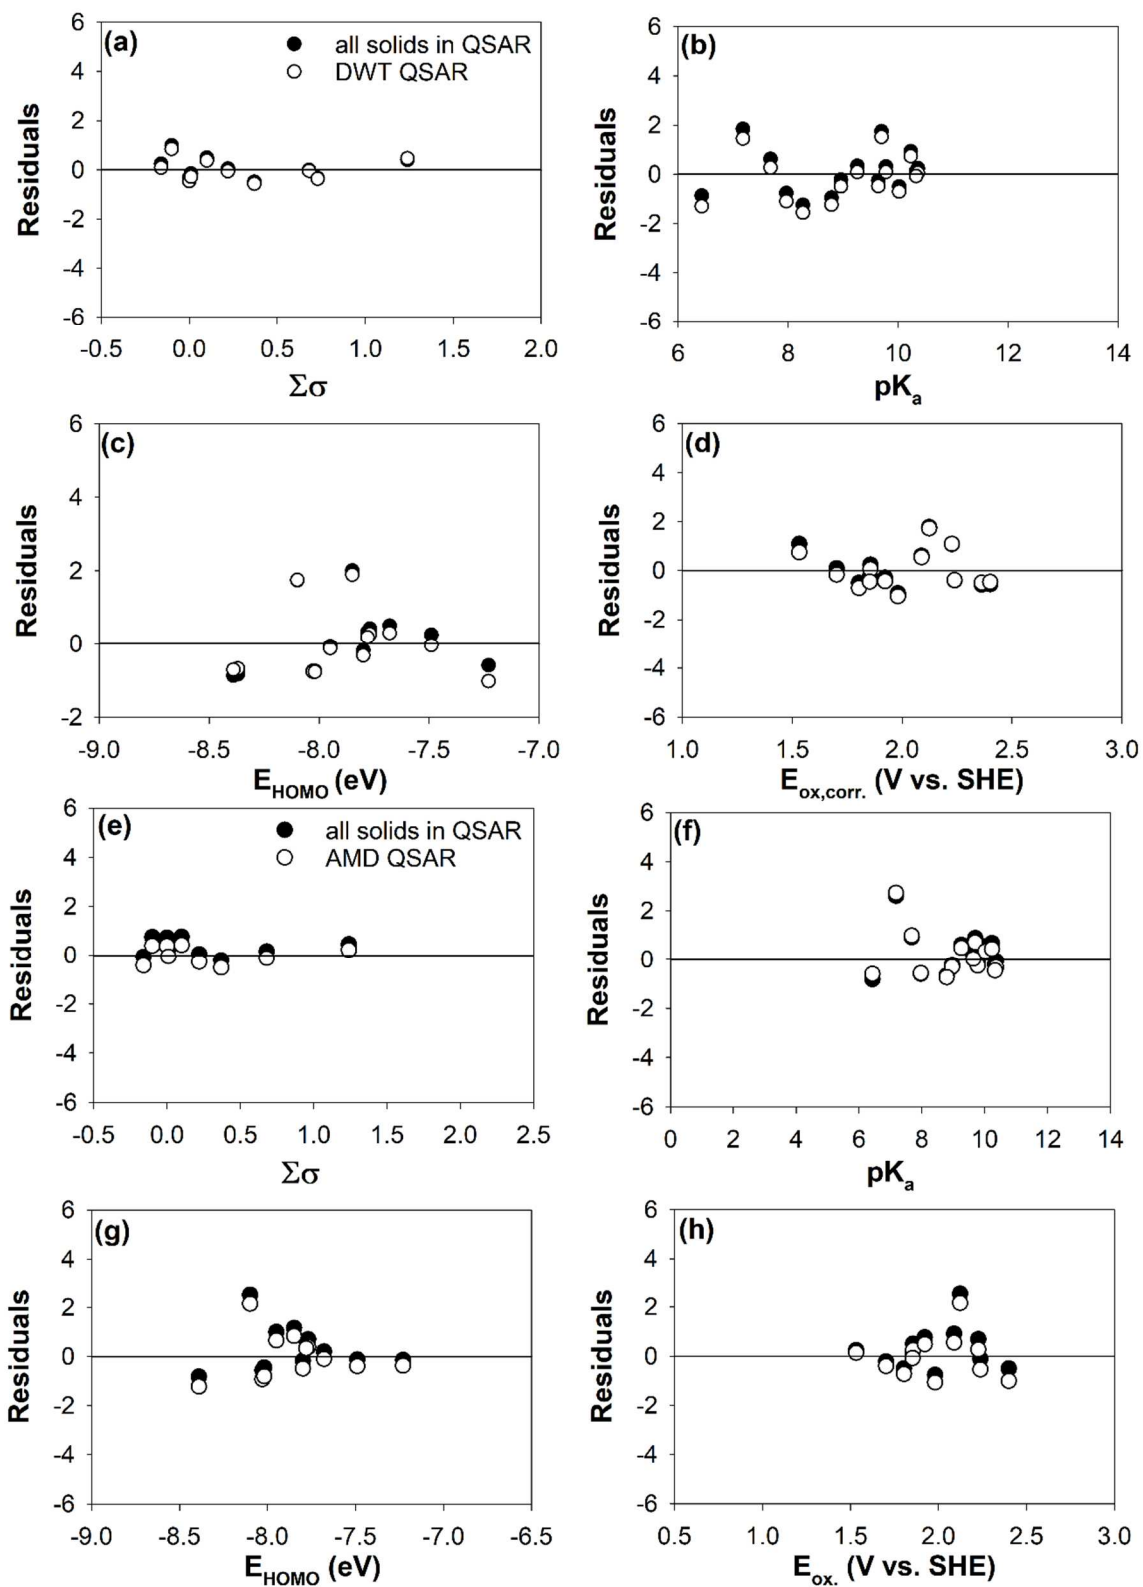 (a)
all solids in QSAR
DWT QSAR
Residuals
6
4
2
0
-2
-4
-6
-0.5 0.0 0.5 1.0 1.5 2.0
Σσ
(b)
Residuals
6
4
2
0
-2
-4
-6
6 8 10 12 14
pKa
(c)
Residuals
6
4
2
0
-2
-9.0 -8.5 -8.0 -7.5 -7.0
EHOMO (eV)
(d)
Residuals
6
4
2
0
-2
-4
-6
1.0 1.5 2.0 2.5 3.0
Eox,corr. (V vs. SHE)
(e)
all solids in QSAR
AMD QSAR
Residuals
6
4
2
0
-2
-4
-6
-0.5 0.0 0.5 1.0 1.5 2.0 2.5
Σσ
(f)
Residuals
6
4
2
0
-2
-4
-6
0 2 4 6 8 10 12 14
pKa
(g)
Residuals
6
4
2
0
-2
-4
-6
-9.0 -8.5 -8.0 -7.5 -7.0 -6.5
EHOMO (eV)
(h)
Residuals
6
4
2
0
-2
-4
-6
0.5 1.0 1.5 2.0 2.5 3.0
Eox. (V vs. SHE)